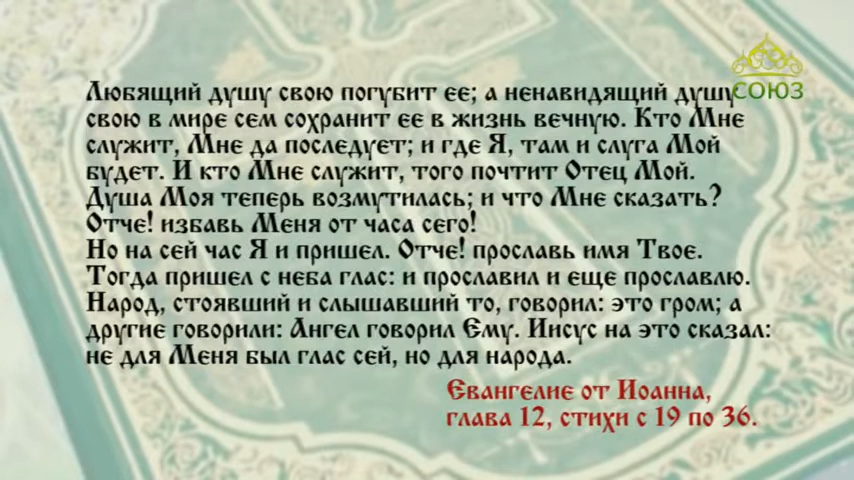 СОЮЗ
Любящий душу свою погубит ее; а ненавидящий душу
свою в мире сем сохранит ее в жизнь вечную. Кто Мне
служит, Мне да последует; и где Я, там и слуга Мой
будет. И кто Мне служит, того почтит Отец Мой.
Душа Моя теперь возмутилась; и что Мне сказать?
Отче! избавь Меня от часа сего!
Но на сей час Я и пришел. Отче! прославь имя Твое.
Тогда пришел с неба глас: и прославил и еще прославлю.
Народ, стоявший и слышавший то, говорил: это гром; а
другие говорили: Ангел говорил Ему. Иисус на это сказал:
не для Меня был глас сей, но для народа.
Евангелие от Иоанна,
глава 12, стихи с 19 по 36.